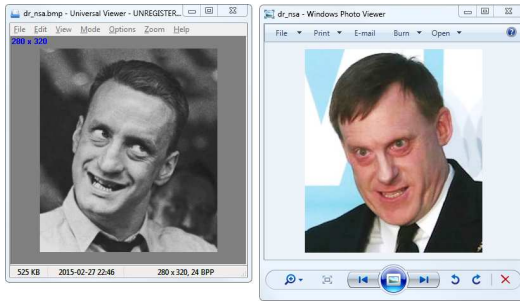 dr_nsa.bmp - Universal Viewer - UNREGISTER...
File Edit View Mode Options Zoom Help
280 x 320
525 KB 2015-02-27 22:46 280 x 320, 24 BPP
dr_nsa - Windows Photo Viewer
File Print E-mail Burn Open